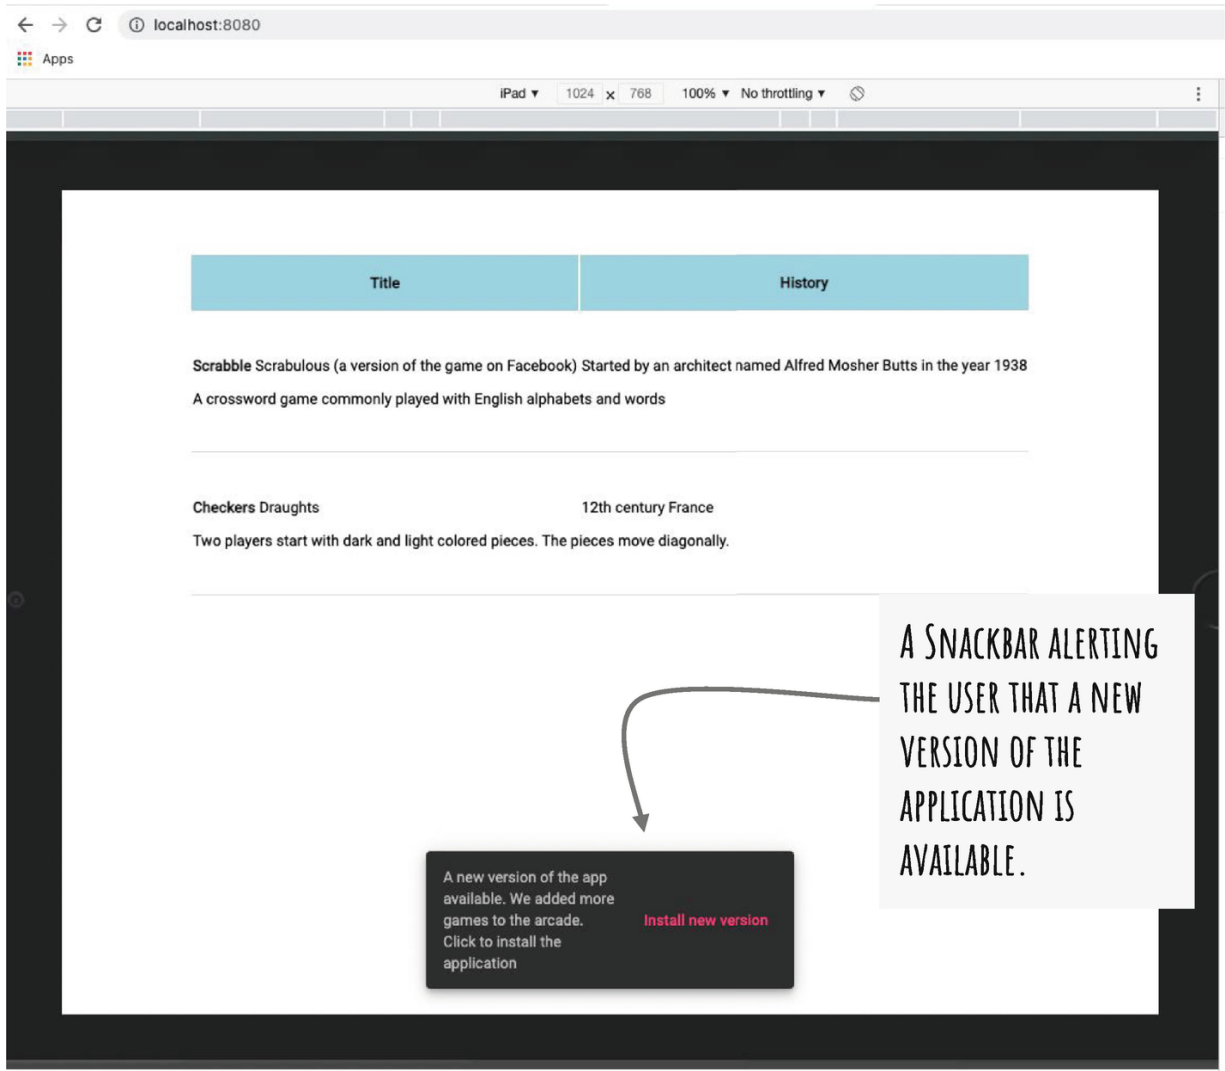 localhost:8080
Apps
iPad ▾ 1024 x 768 100% ▾ No throttling ▾
Title History
Scrabble Scrabulous (a version of the game on Facebook) Started by an architect named Alfred Mosher Butts in the year 1938
A crossword game commonly played with English alphabets and words
Checkers Draughts 12th century France
Two players start with dark and light colored pieces. The pieces move diagonally.
A Snackbar alerting
the user that a new
version of the
application is
available.
A new version of the app
available. We added more
games to the arcade.
Click to install the
application
Install new version